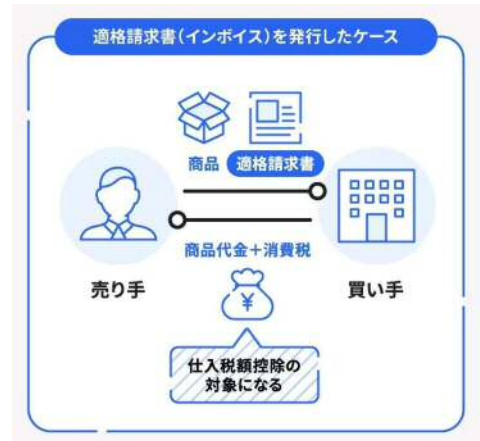 適格請求書(インボイス)を発行したケース
商品 適格請求書
商品代金+消費税
売り手
¥
買い手
仕入税額控除の
対象になる